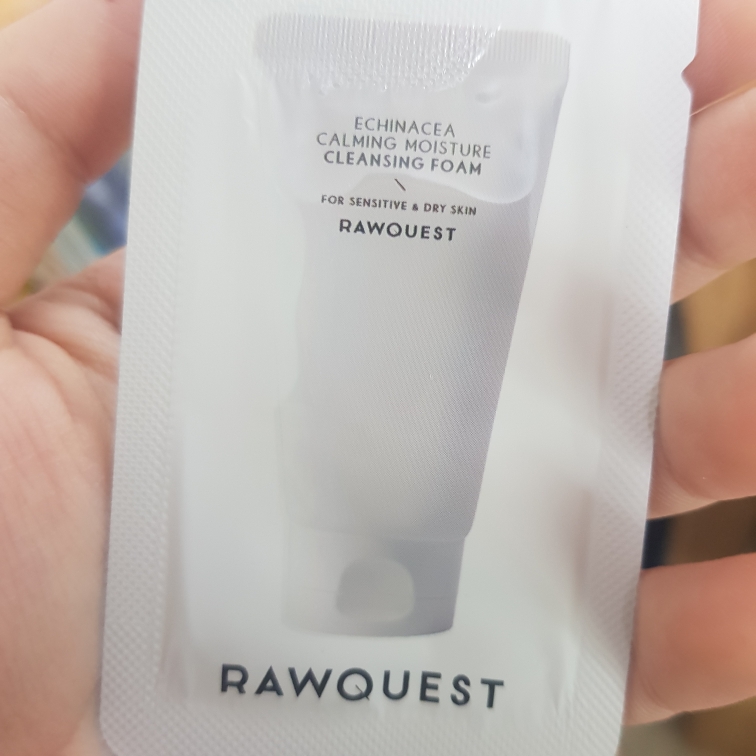 ECHINACEA
CALMING MOISTURE
CLEANSING FOAM
FOR SENSITIVE & DRY SKIN
RAWQUEST
RAWQUEST